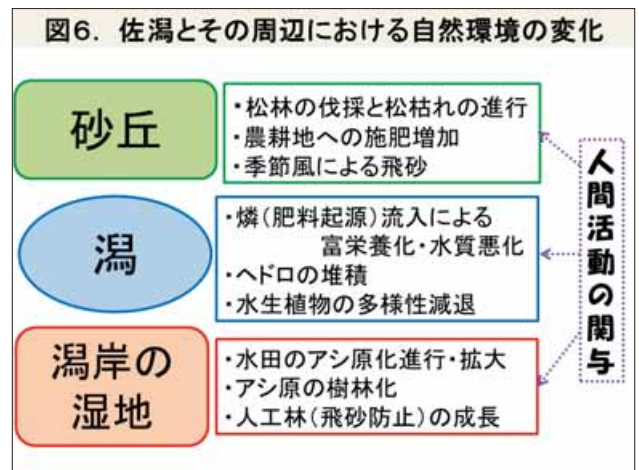 図6. 佐潟とその周辺における自然環境の変化
砂丘
・松林の伐採と松枯れの進行
・農耕地への施肥増加
・季節風による飛砂
潟
・燐(肥料起源)流入による
富栄養化・水質悪化
・ヘドロの堆積
・水生植物の多様性減退
潟岸の
湿地
・水田のアシ原化進行・拡大
・アシ原の樹林化
・人工林(飛砂防止)の成長
人間活動の関与